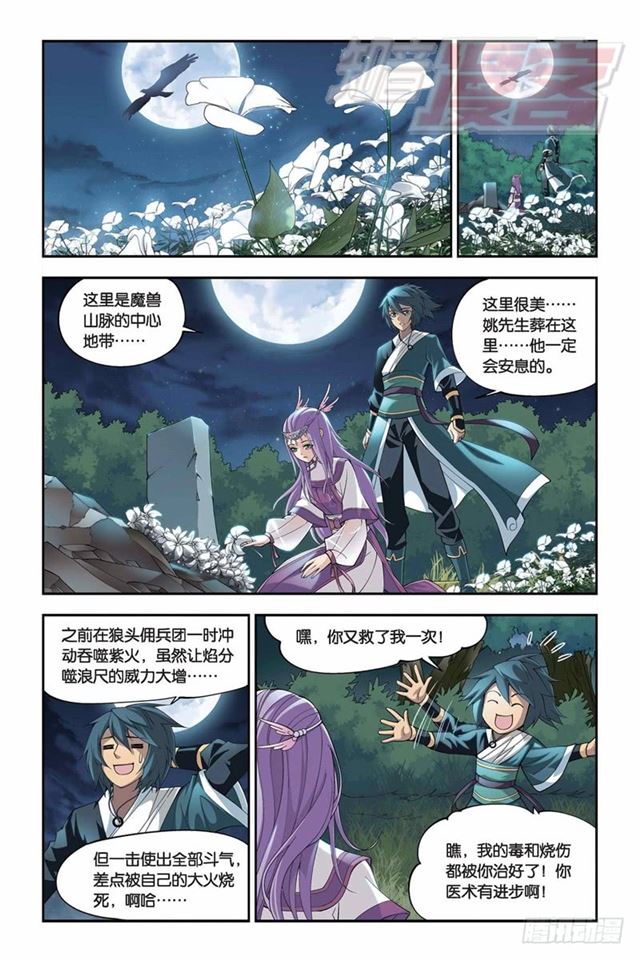 知音漫客
这里是魔兽
山脉的中心
地带……
这里很美……
姚先生葬在这
里……他一定
会安息的。
之前在狼头佣兵团一时冲
动吞噬紫火，虽然让焰分
噬浪尺的威力大增……
但一击使出全部斗气，
差点被自己的大火烧
死，啊哈……
嘿，你又救了我一次！
瞧，我的毒和烧伤
都被你治好了！你
医术有进步啊！
腾讯动漫